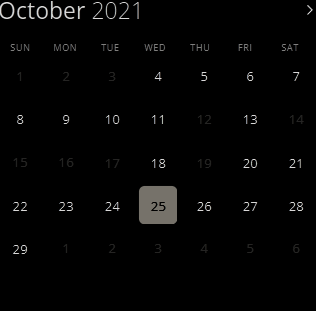 October 2021
SUN MON TUE WED THU FRI SAT
1 2 3 4 5 6 7
8 9 10 11 12 13 14
15 16 17 18 19 20 21
22 23 24 25 26 27 28
29 1 2 3 4 5 6